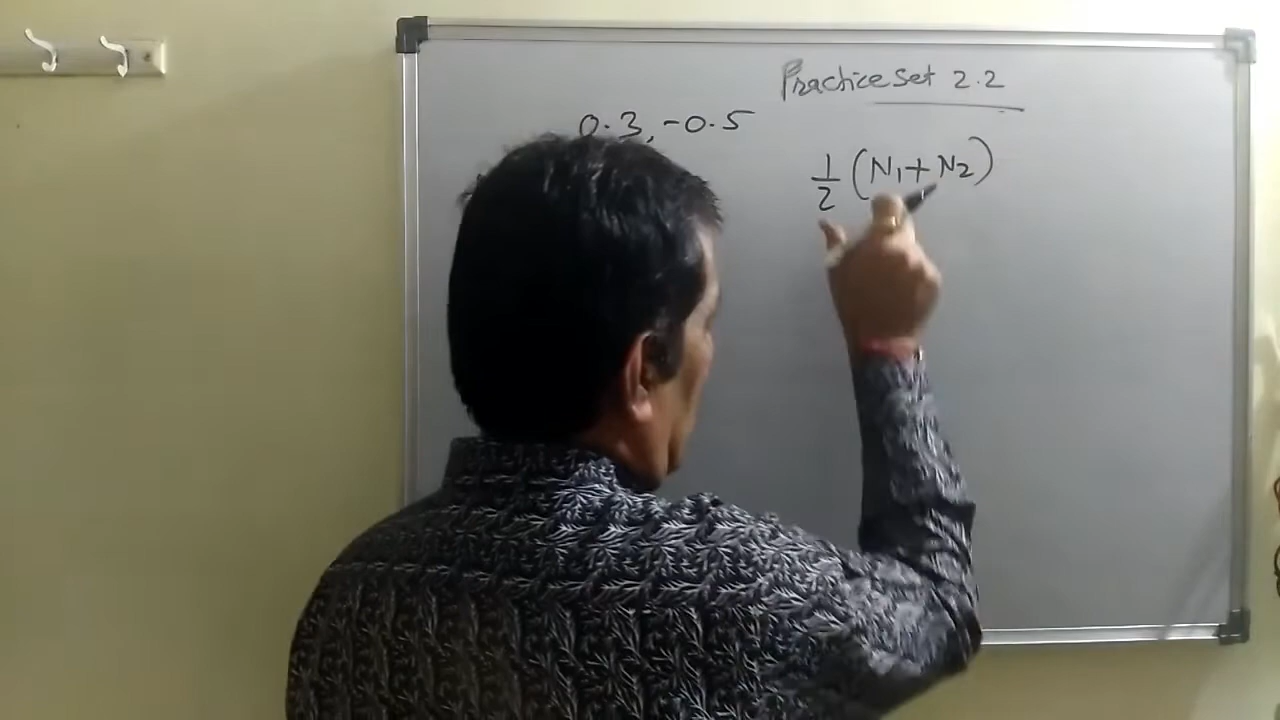 Practice Set 2.2
0.3, -0.5
1/2 (N₁ + N₂)